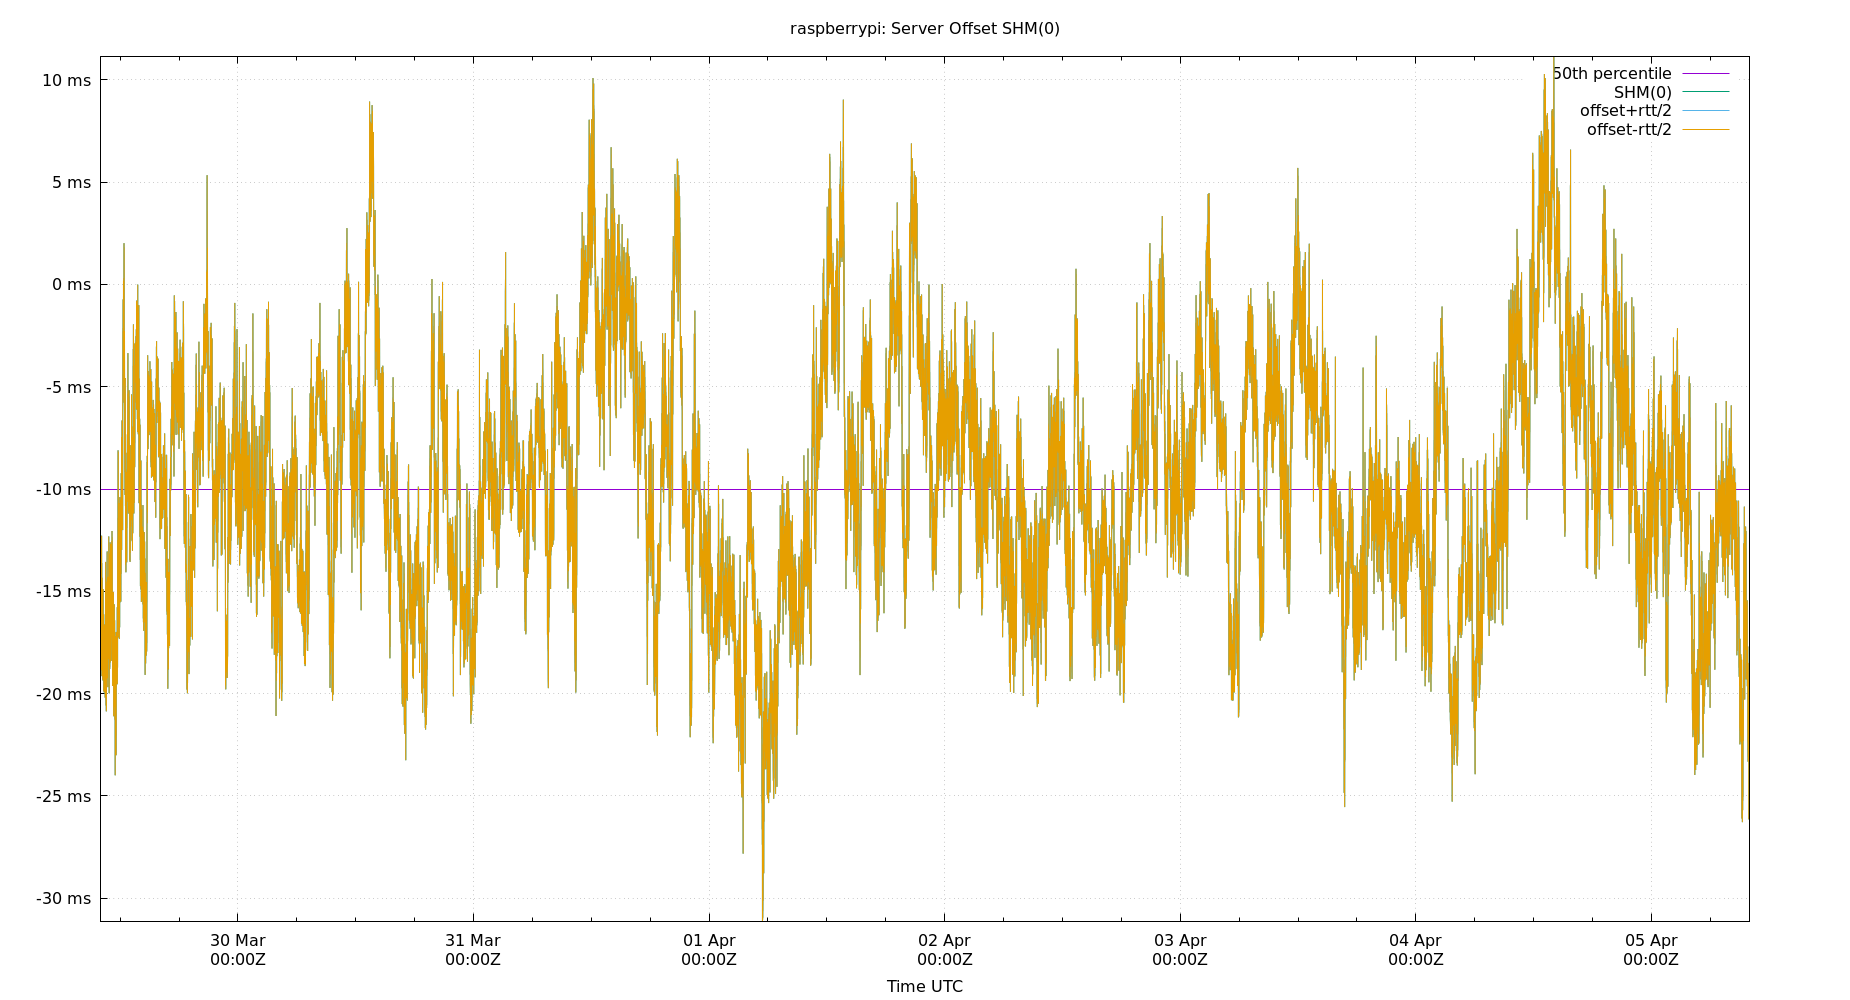 raspberrypi: Server Offset SHM(0)
50th percentile
SHM(0)
offset+rtt/2
offset-rtt/2
10 ms
5 ms
0 ms
-5 ms
-10 ms
-15 ms
-20 ms
-25 ms
-30 ms
30 Mar 31 Mar 01 Apr 02 Apr 03 Apr 04 Apr 05 Apr
00:00Z 00:00Z 00:00Z 00:00Z 00:00Z 00:00Z 00:00Z
Time UTC